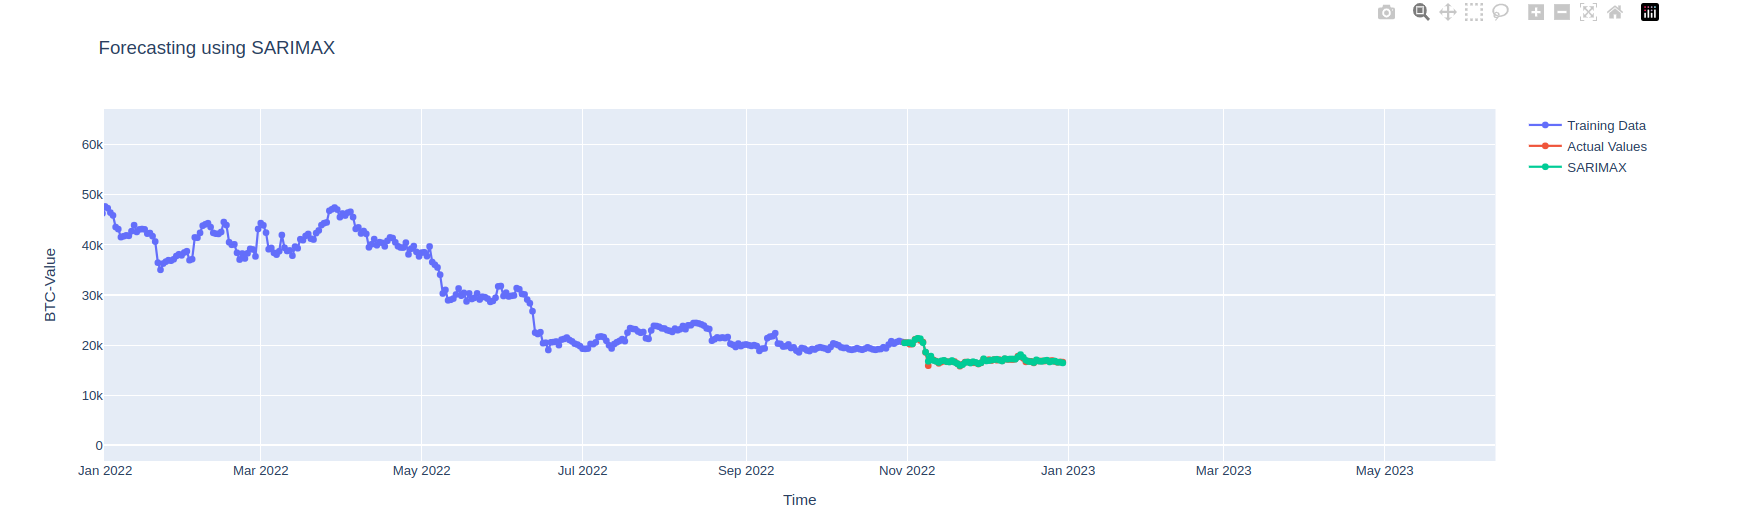 Forecasting using SARIMAX
Training Data
Actual Values
SARIMAX
60k
50k
40k
30k
20k
10k
0
BTC-Value
Jan 2022
Mar 2022
May 2022
Jul 2022
Sep 2022
Nov 2022
Jan 2023
Mar 2023
May 2023
Time